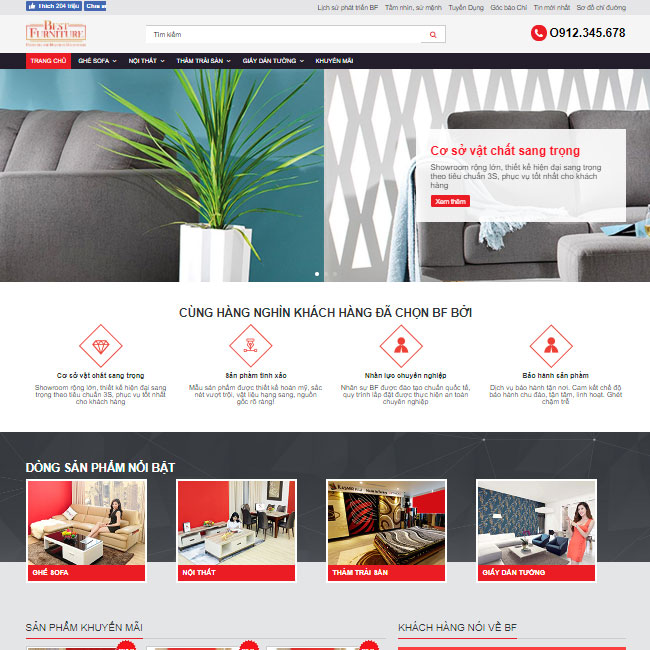 Thích 204 triệu Chia sẻ
Lịch sử phát triển BF Tầm nhìn, sứ mệnh Tuyển Dụng Góc báo Chí Tin mới nhất Sơ đồ chỉ đường
BEST
FURNITURE
Tìm kiếm
0912.345.678
TRANG CHỦ GHẾ SOFA NỘI THẤT THẢM TRẢI SÀN GIẤY DÁN TƯỜNG KHUYẾN MÃI
Cơ sở vật chất sang trọng
Showroom rộng lớn, thiết kế hiện đại sang trọng
theo tiêu chuẩn 3S, phục vụ tốt nhất cho khách
hàng
Xem thêm
CÙNG HÀNG NGHÌN KHÁCH HÀNG ĐÃ CHỌN BF BỞI
Cơ sở vật chất sang trọng
Showroom rộng lớn, thiết kế hiện đại sang
trọng theo tiêu chuẩn 3S, phục vụ tốt nhất
cho khách hàng
Sản phẩm tinh xảo
Mẫu sản phẩm được thiết kế hoàn mỹ, sắc
nét vượt trội, vật liệu hạng sang, nguồn
gốc rõ ràng!
Nhân lực chuyên nghiệp
Nhân sự BF được đào tạo chuẩn quốc tế,
quy trình lắp đặt được thực hiện an toàn
chuyên nghiệp
Bảo hành sản phẩm
Dịch vụ bảo hành tận nơi. Cam kết chế độ
bảo hành chu đáo, tận tâm, linh hoạt. Ghét
chậm trễ
DÒNG SẢN PHẨM NỔI BẬT
GHẾ SOFA
NỘI THẤT
THẢM TRẢI SÀN
GIẤY DÁN TƯỜNG
SẢN PHẨM KHUYẾN MÃI
KHÁCH HÀNG NÓI VỀ BF